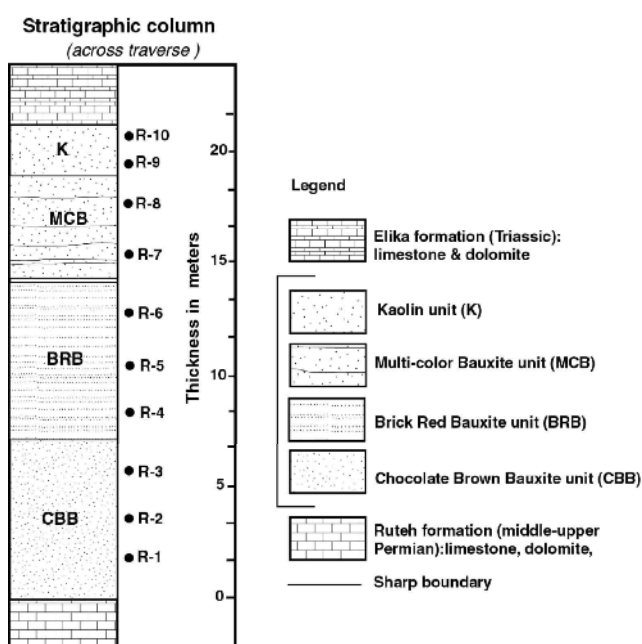 Stratigraphic column
(across traverse )
K
MCB
BRB
CBB
R-10
R-9
R-8
R-7
R-6
R-5
R-4
R-3
R-2
R-1
Thickness in meters
20
15
10
5
0
Legend
Elika formation (Triassic):
limestone & dolomite
Kaolin unit (K)
Multi-color Bauxite unit (MCB)
Brick Red Bauxite unit (BRB)
Chocolate Brown Bauxite unit (CBB)
Ruteh formation (middle-upper
Permian):limestone, dolomite,
Sharp boundary